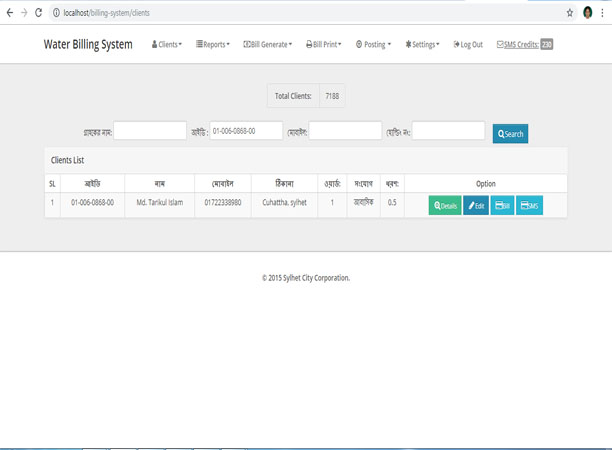 localhost/billing-system/clients
Water Billing System Clients Reports Bill Generate Bill Print Posting Settings Log Out SMS Credits: 230
Total Clients: 7188
গ্রাহকের নাম: আইডি : 01-006-0868-00 মোবাইল: হোল্ডিং নং: Search
Clients List
SL আইডি নাম মোবাইল ঠিকানা ওয়ার্ড: সংযোগ ধরণ: Option
1 01-006-0868-00 Md. Tarikul Islam 01722338980 Cuhattha, sylhet 1 আবাসিক 0.5 Details Edit Bill SMS
© 2015 Sylhet City Corporation.